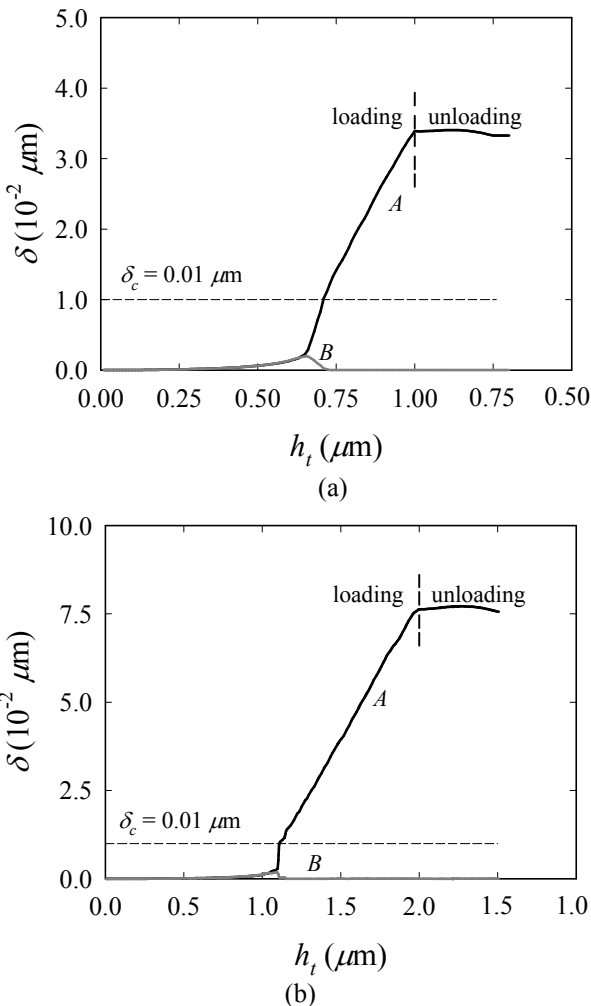 5.0
4.0
3.0
2.0
1.0
0.0
δ (10⁻² μm)
loading
unloading
A
δc = 0.01 μm
B
0.00 0.25 0.50 0.75 1.00 0.75 0.50
ht (μm)
(a)
10.0
7.5
5.0
2.5
0.0
δ (10⁻² μm)
loading
unloading
A
δc = 0.01 μm
B
0.0 0.5 1.0 1.5 2.0 1.5 1.0
ht (μm)
(b)